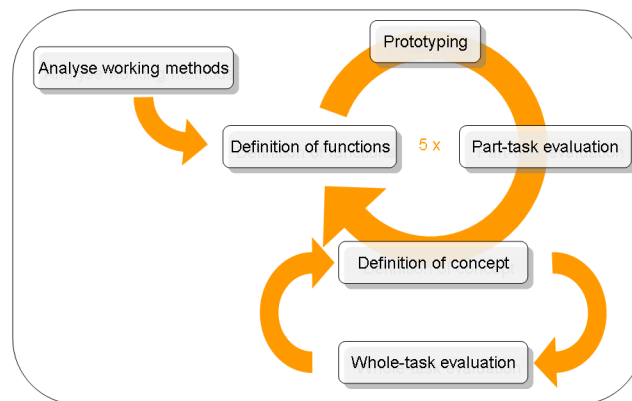 Prototyping
Analyse working methods
Definition of functions
5 x
Part-task evaluation
Definition of concept
Whole-task evaluation